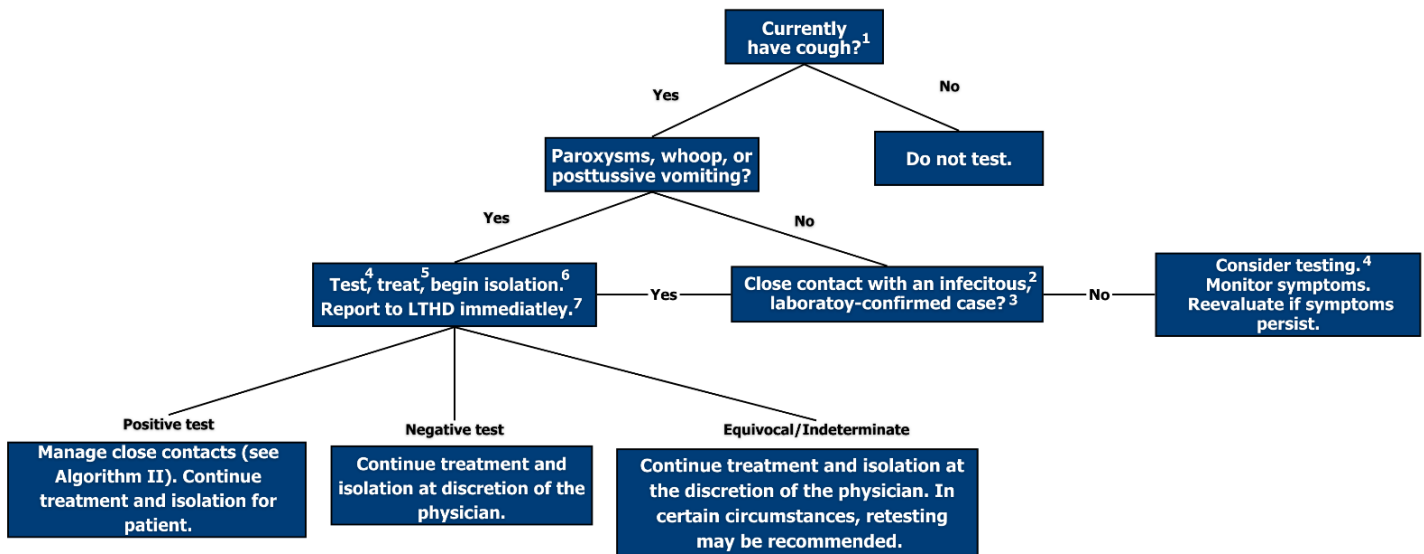 Currently
have cough?1
Yes
No
Paroxysms, whoop, or
posttussive vomiting?
Do not test.
Yes
No
Test,4 treat,5 begin isolation.6
Report to LTHD immediatley.7
Yes
Close contact with an infecitous,2
laboratoy-confirmed case?3
No
Consider testing.4
Monitor symptoms.
Reevaluate if symptoms
persist.
Positive test
Manage close contacts (see
Algorithm II). Continue
treatment and isolation for
patient.
Negative test
Continue treatment and
isolation at discretion of the
physician.
Equivocal/Indeterminate
Continue treatment and isolation at
the discretion of the physician. In
certain circumstances, retesting
may be recommended.